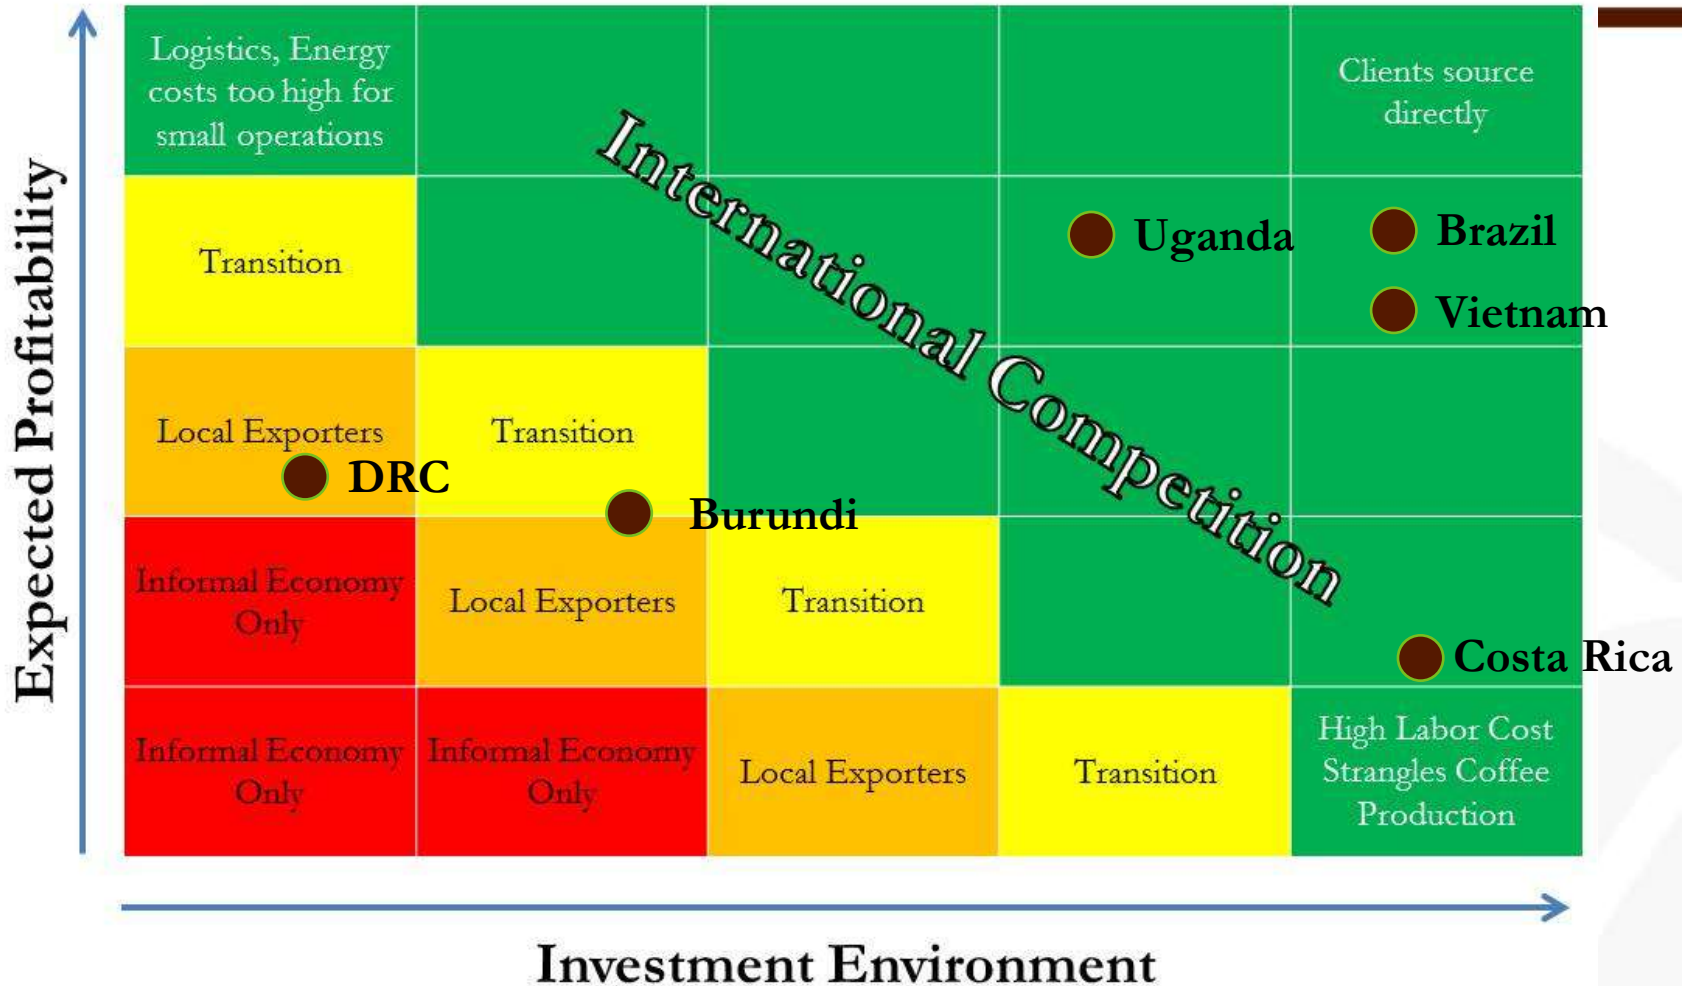 Expected Profitability
Logistics, Energy
costs too high for
small operations
Clients source
directly
International Competition
Transition
Uganda
Brazil
Vietnam
Local Exporters
Transition
DRC
Burundi
Informal Economy
Only
Local Exporters
Transition
Costa Rica
Informal Economy
Only
Informal Economy
Only
Local Exporters
Transition
High Labor Cost
Strangles Coffee
Production
Investment Environment